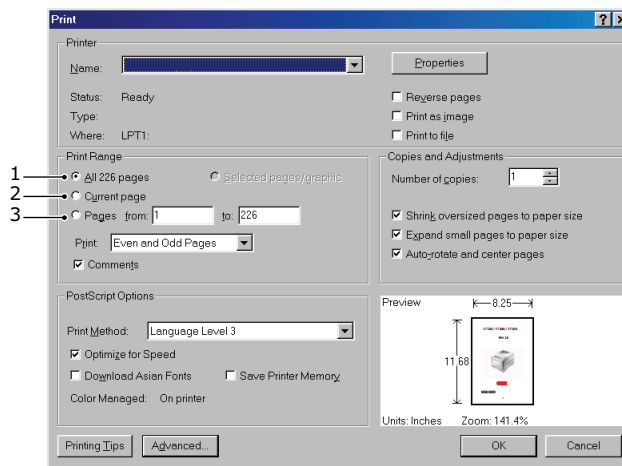 Print
Printer
Name:
Properties
Status: Ready
Type:
Where: LPT1:
Reverse pages
Print as image
Print to file
Print Range
1 All 226 pages
Selected pages/graphic
2 Current page
3 Pages from: 1 to: 226
Print: Even and Odd Pages
Comments
Copies and Adjustments
Number of copies: 1
Shrink oversized pages to paper size
Expand small pages to paper size
Auto-rotate and center pages
PostScript Options
Print Method: Language Level 3
Optimize for Speed
Download Asian Fonts
Save Printer Memory
Color Managed: On printer
Preview
8.25
11.68
Units: Inches Zoom: 141.4%
Printing Tips
Advanced...
OK
Cancel